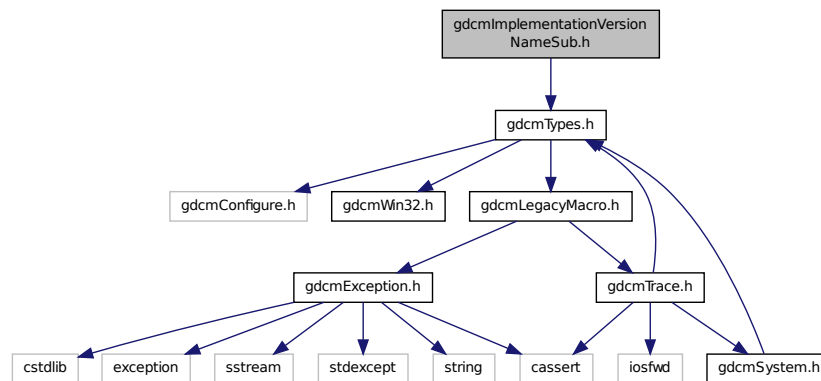 gdcmImplementationVersion
NameSub.h
gdcmTypes.h
gdcmConfigure.h
gdcmWin32.h
gdcmLegacyMacro.h
gdcmException.h
gdcmTrace.h
cstdlib
exception
sstream
stdexcept
string
cassert
iosfwd
gdcmSystem.h